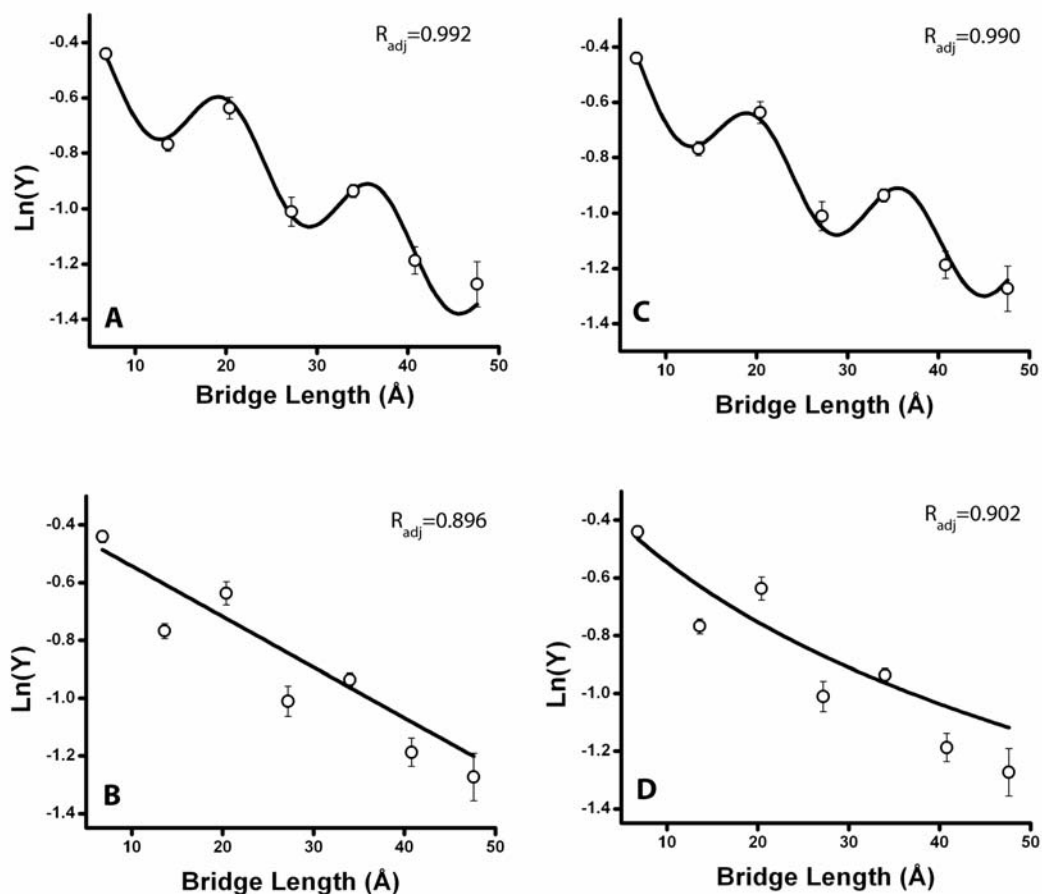 R_adj=0.992
-0.4
-0.6
-0.8
-1.0
-1.2
-1.4
Ln(Y)
A
10 20 30 40 50
Bridge Length (Å)
R_adj=0.990
-0.4
-0.6
-0.8
-1.0
-1.2
-1.4
Ln(Y)
C
10 20 30 40 50
Bridge Length (Å)
R_adj=0.896
-0.4
-0.6
-0.8
-1.0
-1.2
-1.4
Ln(Y)
B
10 20 30 40 50
Bridge Length (Å)
R_adj=0.902
-0.4
-0.6
-0.8
-1.0
-1.2
-1.4
Ln(Y)
D
10 20 30 40 50
Bridge Length (Å)